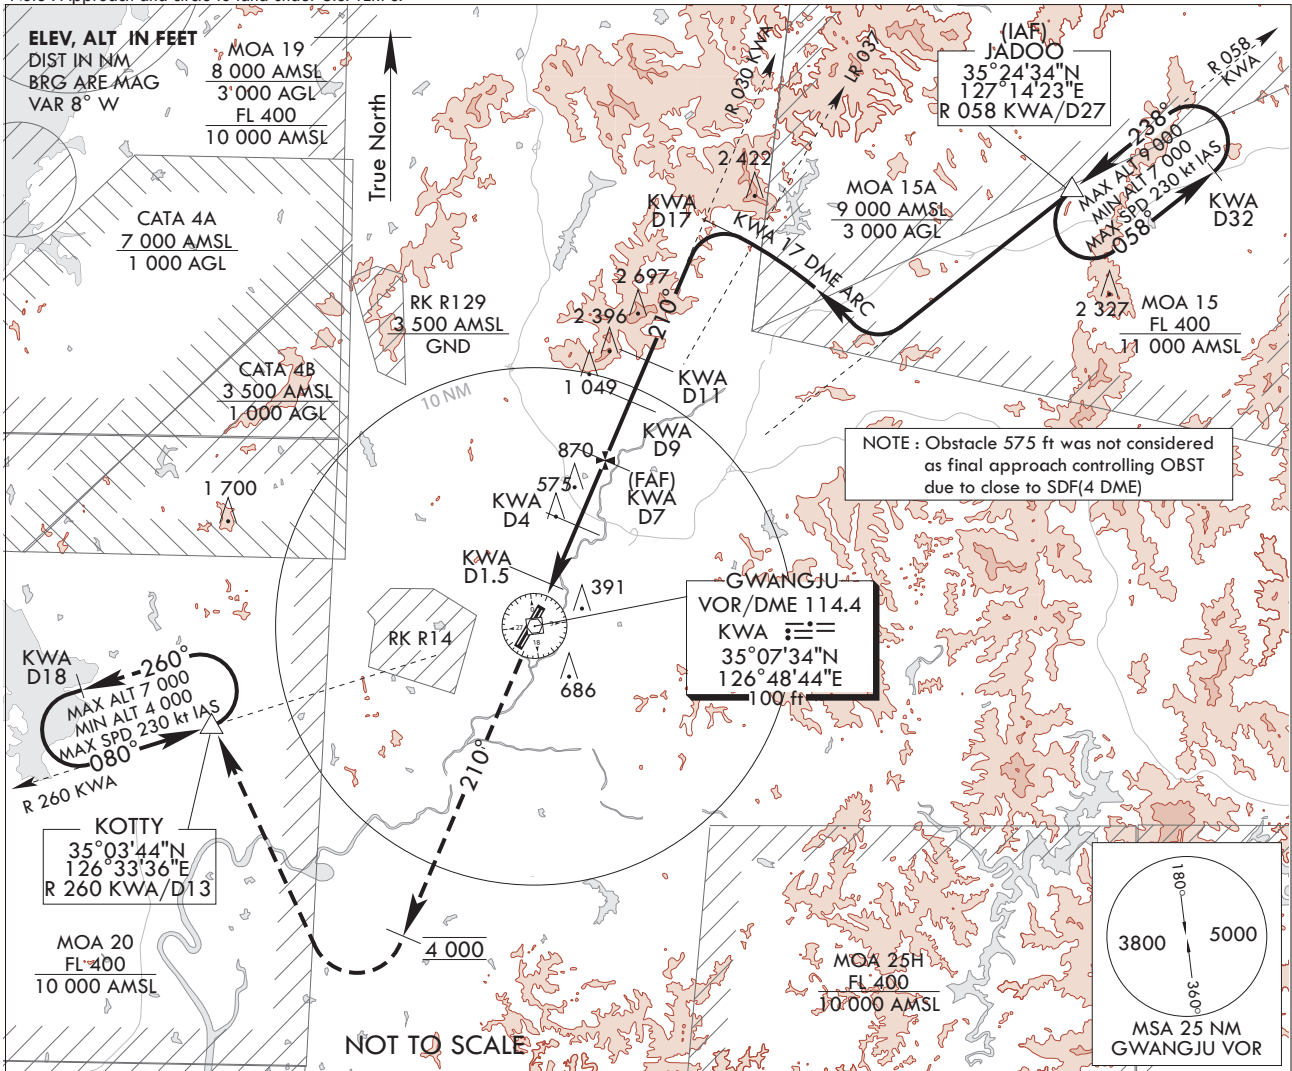 ELEV, ALT IN FEET
DIST IN NM
BRG ARE MAG
VAR 8° W
MOA 19
8 000 AMSL
3 000 AGL
FL 400
10 000 AMSL
True North
R 030 KWA
LR 037
(IAF)
JADOO
35°24'34"N
127°14'23"E
R 058 KWA/D27
R 058
KWA
238°
MAX ALT 9 000
MIN ALT 7 000
MAX SPD 230 kt IAS
058°
KWA
D32
CATA 4A
7 000 AMSL
1 000 AGL
2 422
KWA
D17
KWA 17 DME ARC
MOA 15A
9 000 AMSL
3 000 AGL
RK R129
3 500 AMSL
GND
2 697
2 396
210°
1 049
2 327
MOA 15
FL 400
11 000 AMSL
CATA 4B
3 500 AMSL
1 000 AGL
10 NM
KWA
D11
KWA
D9
870
575
(FAF)
KWA
D7
KWA
D4
NOTE : Obstacle 575 ft was not considered
as final approach controlling OBST
due to close to SDF(4 DME)
1 700
KWA
D1.5
391
GWANGJU
VOR/DME 114.4
KWA
35°07'34"N
126°48'44"E
100 ft
RK R14
27
18
686
KWA
D18
260°
MAX ALT 7 000
MIN ALT 4 000
MAX SPD 230 kt IAS
080°
R 260 KWA
KOTTY
35°03'44"N
126°33'36"E
R 260 KWA/D13
210°
4 000
MOA 20
FL 400
10 000 AMSL
MOA 25H
FL 400
10 000 AMSL
NOT TO SCALE
180°
3800
5000
360°
MSA 25 NM
GWANGJU VOR